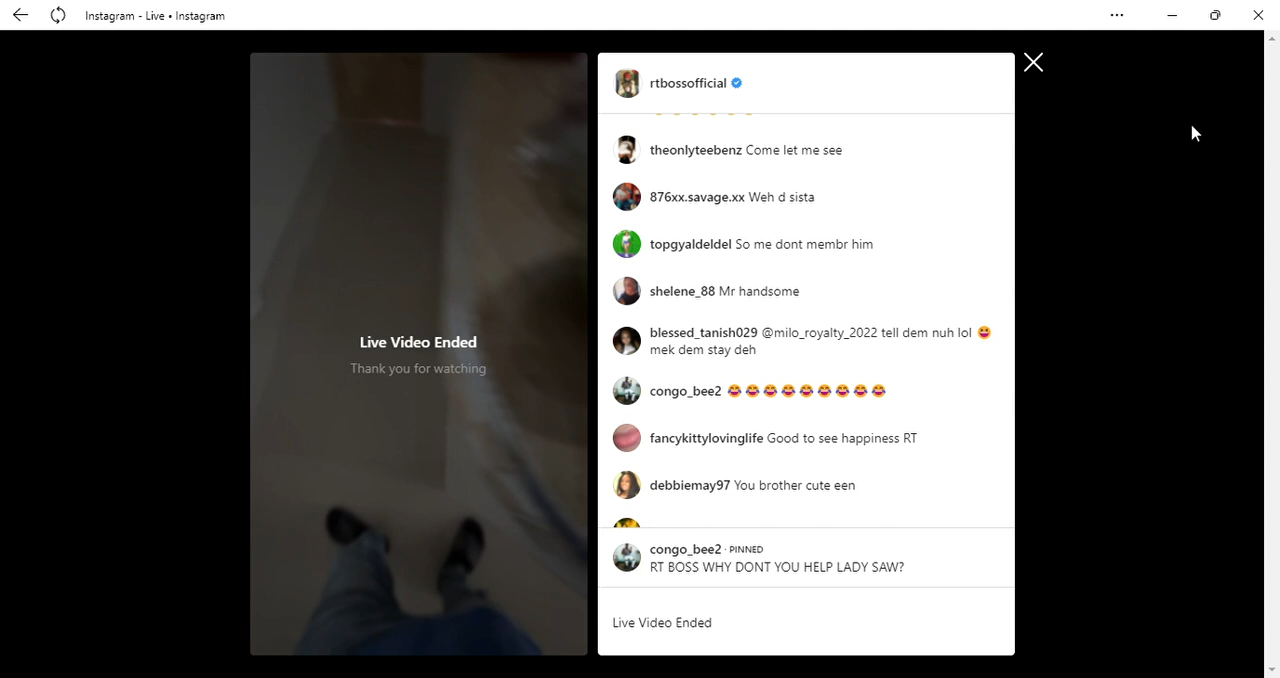 Instagram - Live • Instagram
rtbossofficial
theonlyteebenz Come let me see
876xx.savage.xx Weh d sista
topgyaldeldel So me dont membr him
shelene_88 Mr handsome
blessed_tanish029 @milo_royalty_2022 tell dem nuh lol 😆
mek dem stay deh
congo_bee2 😂😂😂😂😂😂😂😂😂
fancykittylovinglife Good to see happiness RT
debbiemay97 You brother cute een
congo_bee2 · PINNED
RT BOSS WHY DONT YOU HELP LADY SAW?
Live Video Ended
Live Video Ended
Thank you for watching